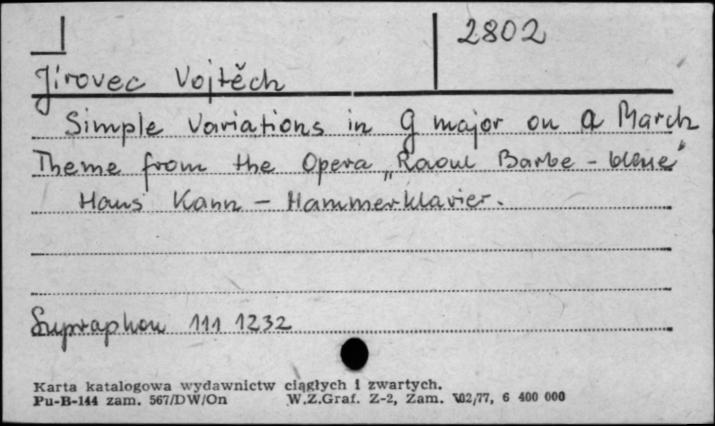 2802
Jírovec Vojtěch
Simple Variations in G major on a March
Theme from the Opera „Raoul Barbe - bleue"
Hans Kann - Hammerklavier.
Supraphon 111 1232
Karta katalogowa wydawnictw ciągłych i zwartych.
Pu-B-144 zam. 567/DW/On W.Z.Graf. Z-2, Zam. 102/77, 6 400 000